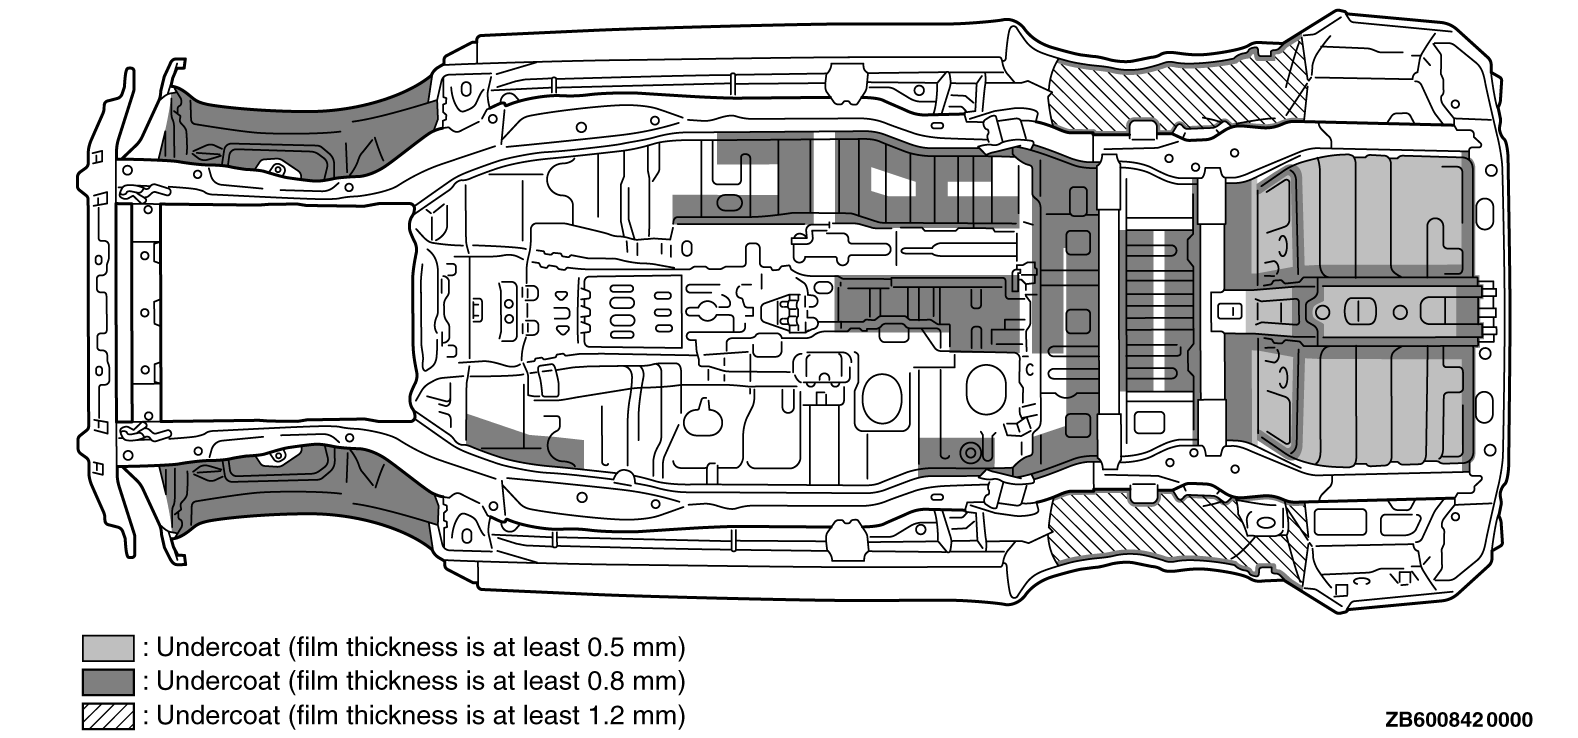 : Undercoat (film thickness is at least 0.5 mm)
: Undercoat (film thickness is at least 0.8 mm)
: Undercoat (film thickness is at least 1.2 mm)
ZB6008420000